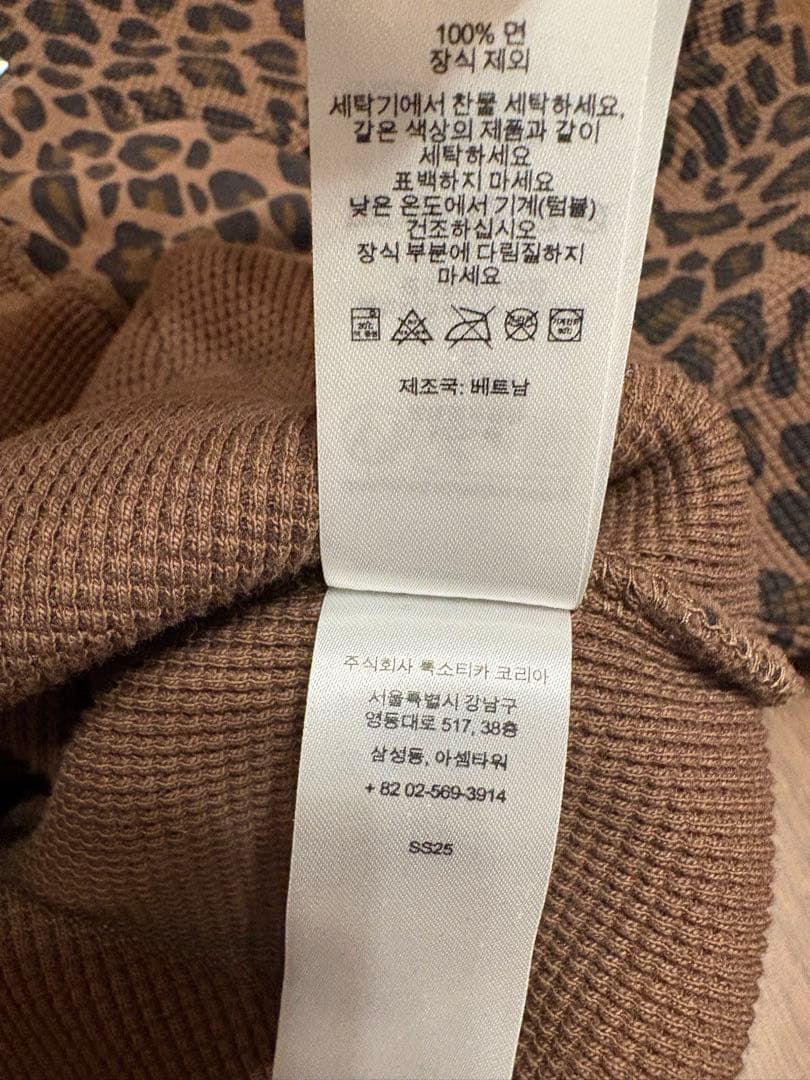 100% 면
장식 제외
세탁기에서 찬물 세탁하세요,
같은 색상의 제품과 같이
세탁하세요
표백하지 마세요
낮은 온도에서 기계(텀블)
건조하십시오
장식 부분에 다림질하지
마세요
제조국: 베트남
주식회사 룩소티카 코리아
서울특별시 강남구
영동대로 517, 38층
삼성동, 아셈타워
+ 82 02-569-3914
SS25